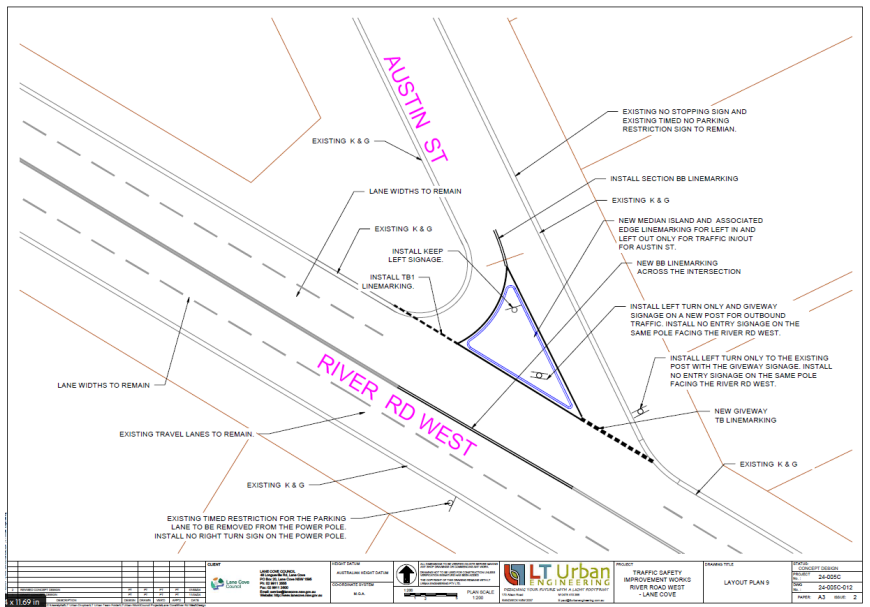 AUSTIN ST
EXISTING NO STOPPING SIGN AND
EXISTING TIMED NO PARKING
RESTRICTION SIGN TO REMIAN.
EXISTING K & G
INSTALL SECTION BB LINEMARKING
LANE WIDTHS TO REMAIN
EXISTING K & G
NEW MEDIAN ISLAND AND ASSOCIATED
EDGE LINEMARKING FOR LEFT IN AND
LEFT OUT ONLY FOR TRAFFIC IN/OUT
FOR AUSTIN ST.
EXISTING K & G
INSTALL KEEP
LEFT SIGNAGE.
NEW BB LINEMARKING
ACROSS THE INTERSECTION
INSTALL TB1
LINEMARKING.
INSTALL LEFT TURN ONLY AND GIVEWAY
SIGNAGE ON A NEW POST FOR OUTBOUND
TRAFFIC. INSTALL NO ENTRY SIGNAGE ON THE
SAME POLE FACING THE RIVER RD WEST.
INSTALL LEFT TURN ONLY TO THE EXISTING
POST WITH THE GIVEWAY SIGNAGE. INSTALL
NO ENTRY SIGNAGE ON THE SAME POLE
FACING THE RIVER RD WEST.
RIVER RD WEST
LANE WIDTHS TO REMAIN
NEW GIVEWAY
TB LINEMARKING
EXISTING TRAVEL LANES TO REMAIN.
EXISTING K & G
EXISTING K & G
EXISTING TIMED RESTRICTION FOR THE PARKING
LANE TO BE REMOVED FROM THE POWER POLE.
INSTALL NO RIGHT TURN SIGN ON THE POWER POLE.
CLIENT
Lane Cove
Council
LANE COVE COUNCIL
HEIGHT DATUM
AUSTRALIAN HEIGHT DATUM
COORDINATE SYSTEM
PLAN SCALE
1:200
LT Urban
ENGINEERING
PROJECT
TRAFFIC SAFETY
IMPROVEMENT WORKS
RIVER ROAD WEST
- LANE COVE
DRAWING TITLE
LAYOUT PLAN 9
STATUS:
CONCEPT DESIGN
PROJECT
24-005C
DWG
24-005C-012
PAPER A3 ISSUE 2
x 11.69 in